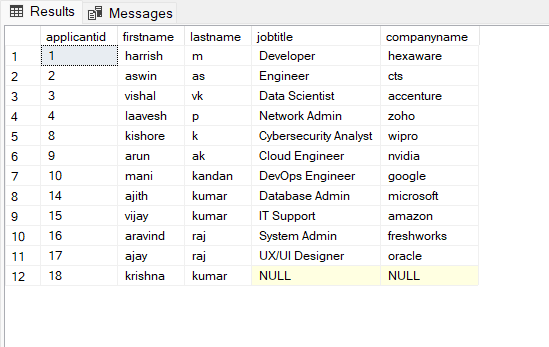 Results Messages
applicantid firstname lastname jobtitle companyname
1 1 harrish m Developer hexaware
2 2 aswin as Engineer cts
3 3 vishal vk Data Scientist accenture
4 4 laavesh p Network Admin zoho
5 8 kishore k Cybersecurity Analyst wipro
6 9 arun ak Cloud Engineer nvidia
7 10 mani kandan DevOps Engineer google
8 14 ajith kumar Database Admin microsoft
9 15 vijay kumar IT Support amazon
10 16 aravind raj System Admin freshworks
11 17 ajay raj UX/UI Designer oracle
12 18 krishna kumar NULL NULL